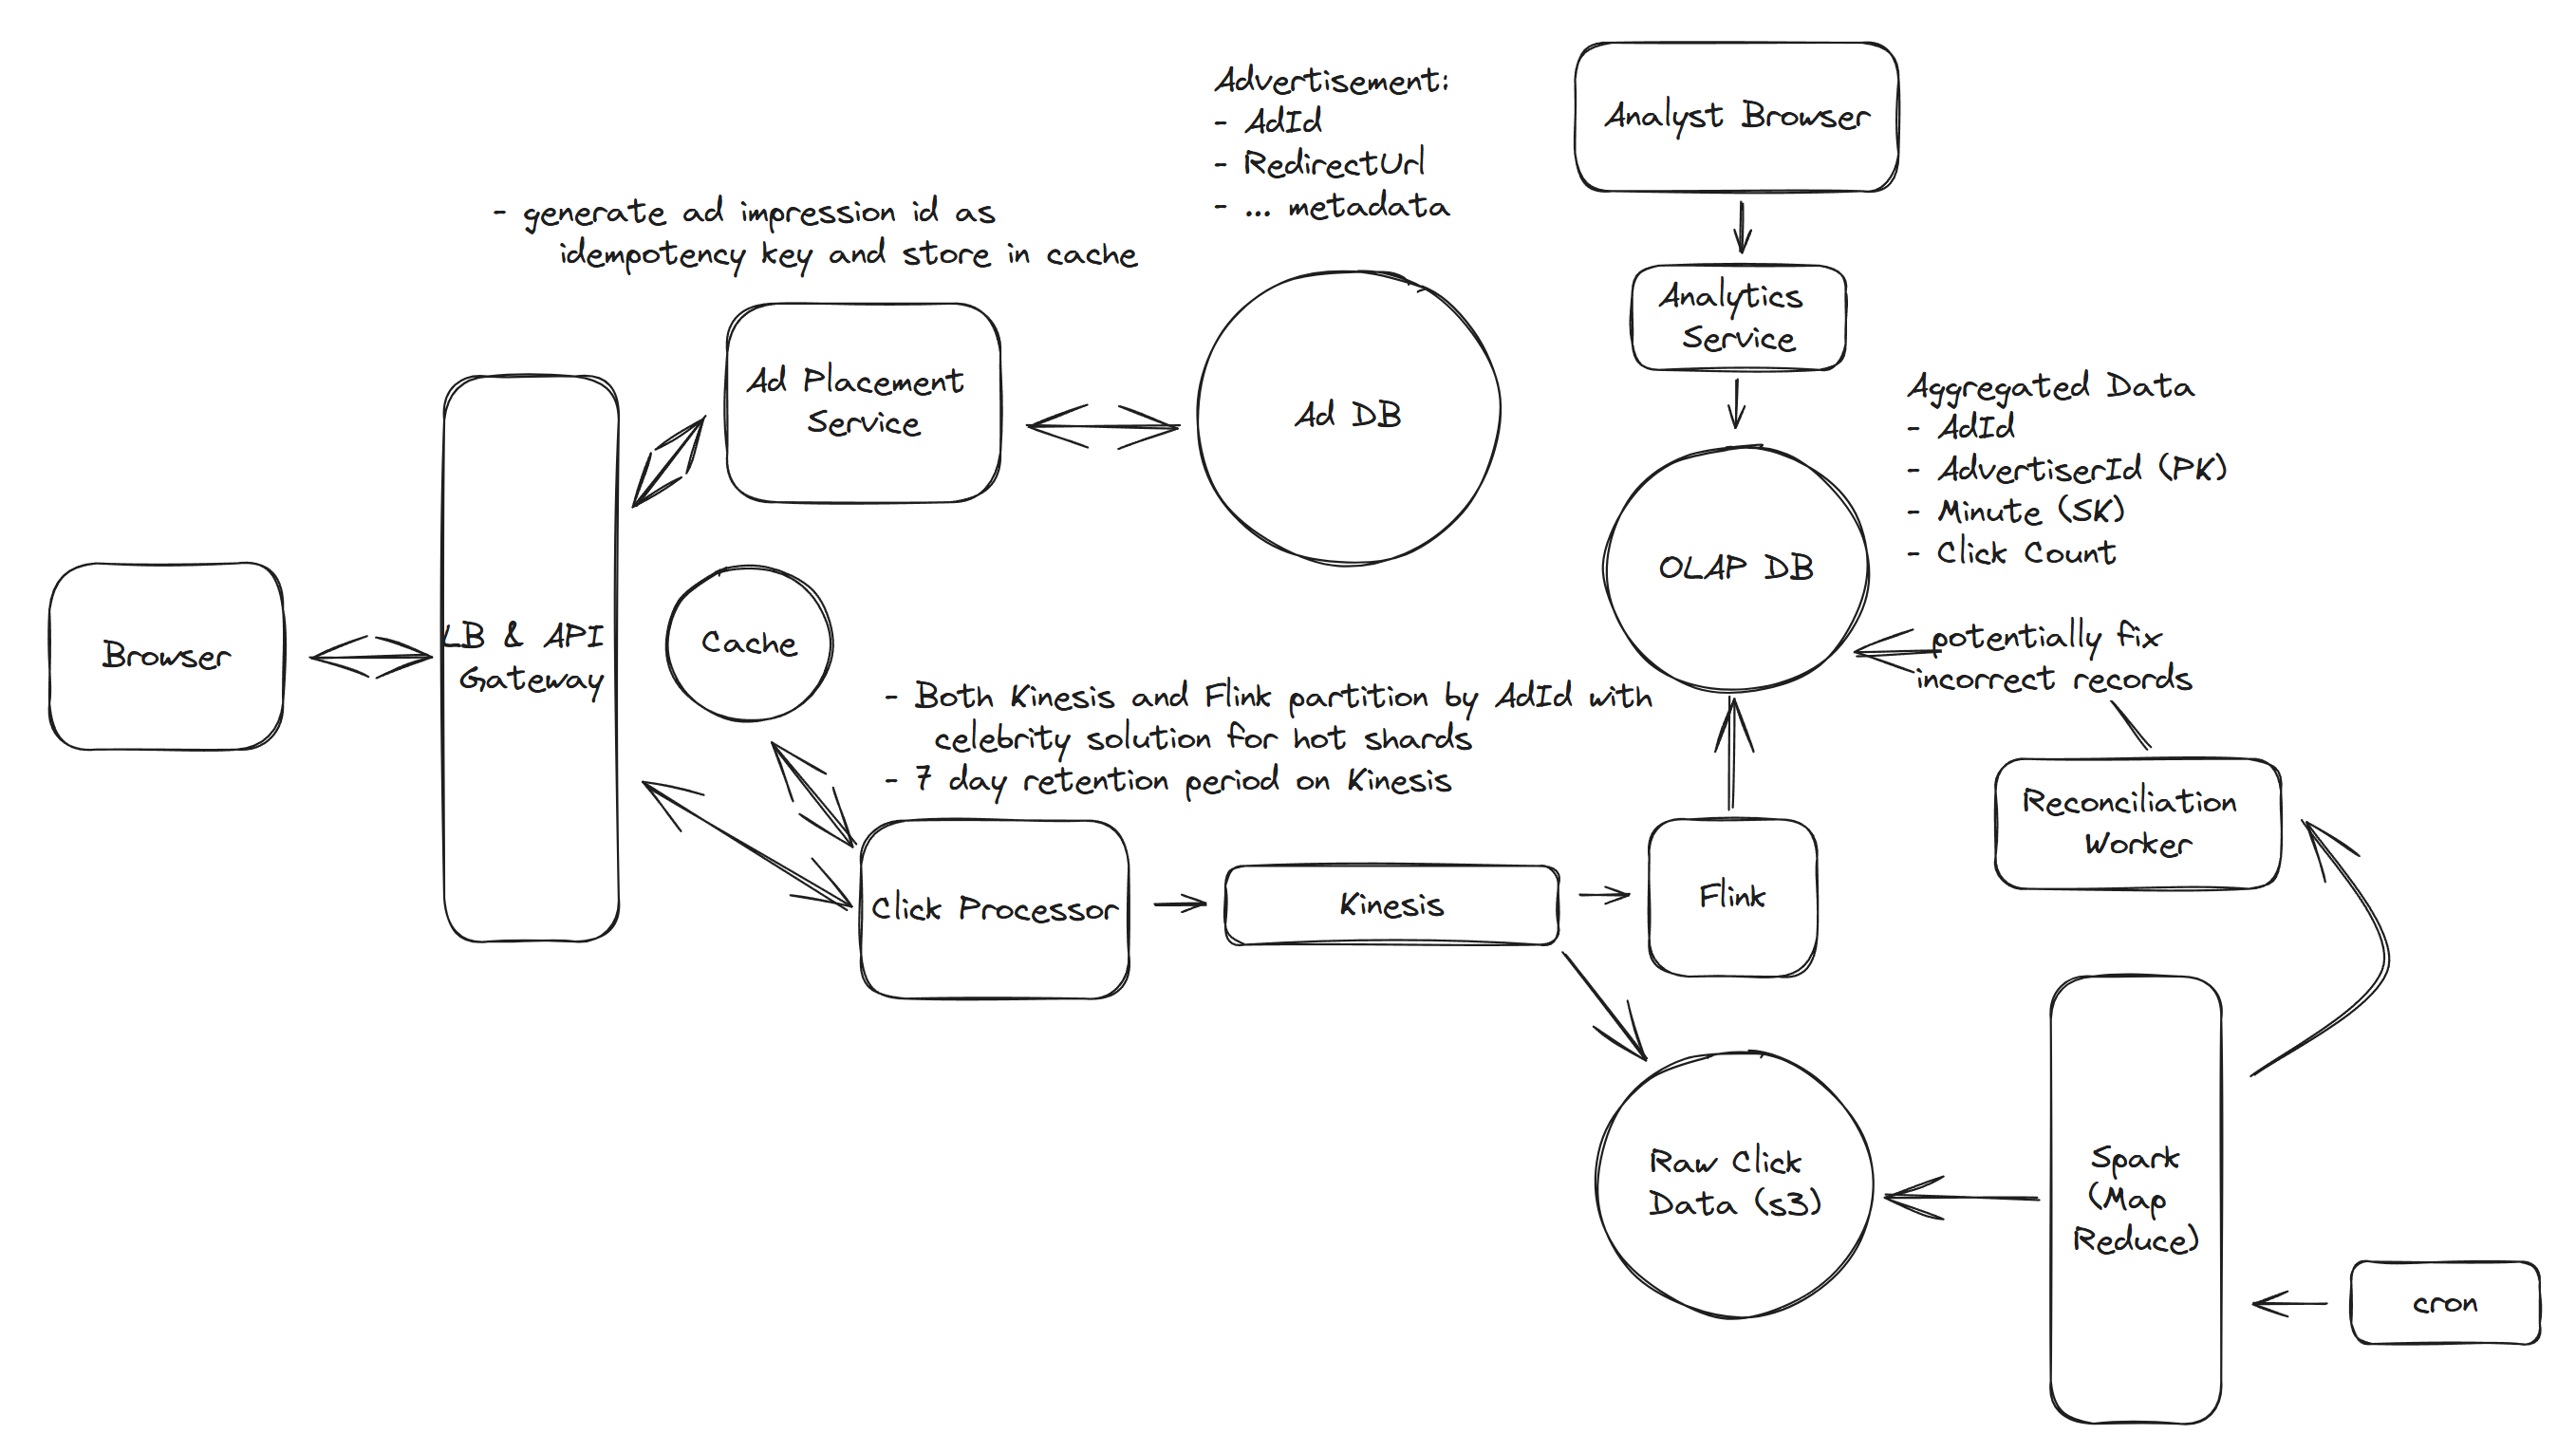 Advertisement:
- AdId
- RedirectUrl
- ... metadata
Analyst Browser
- generate ad impression id as
idempotency key and store in cache
Analytics
Service
Ad Placement
Service
Ad DB
Aggregated Data
- AdId
- AdvertiserId (PK)
- Minute (SK)
- Click Count
OLAP DB
Browser
LB & API
Gateway
Cache
potentially fix
incorrect records
- Both Kinesis and Flink partition by AdId with
celebrity solution for hot shards
- 7 day retention period on Kinesis
Reconciliation
Worker
Click Processor
Kinesis
Flink
Raw Click
Data (s3)
Spark
(Map
Reduce)
cron